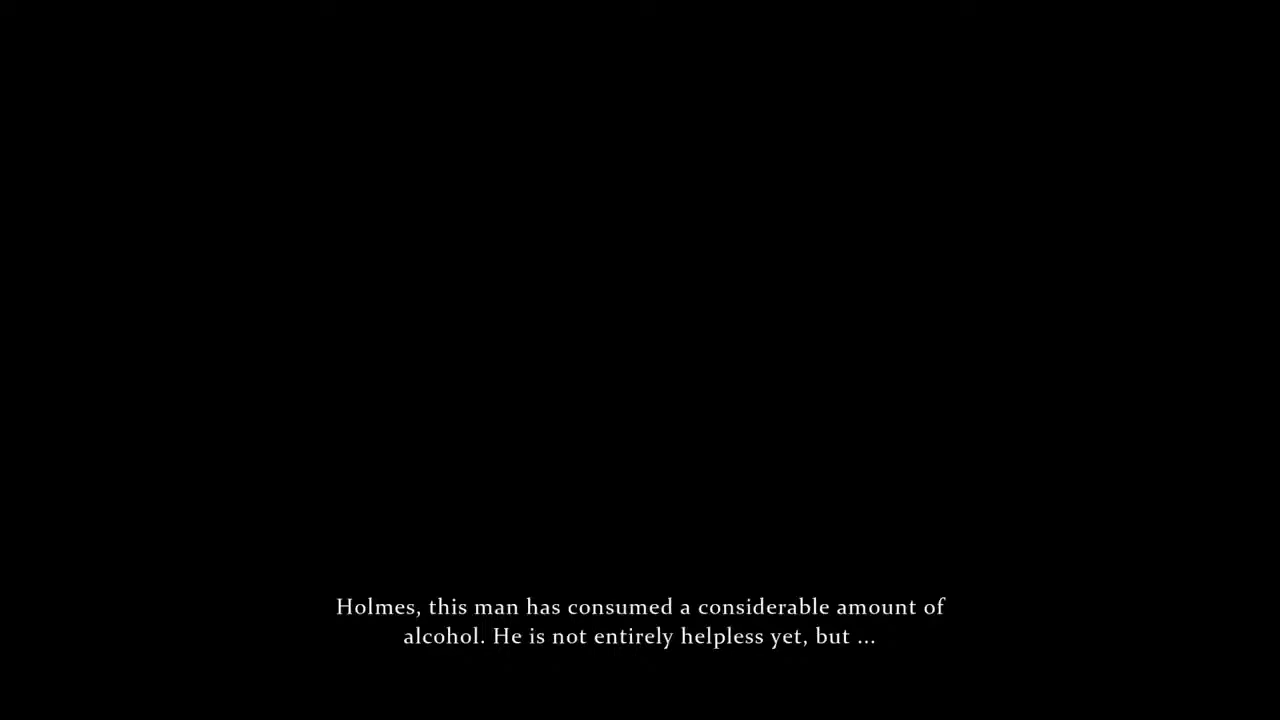 Holmes, this man has consumed a considerable amount of
alcohol. He is not entirely helpless yet, but ...